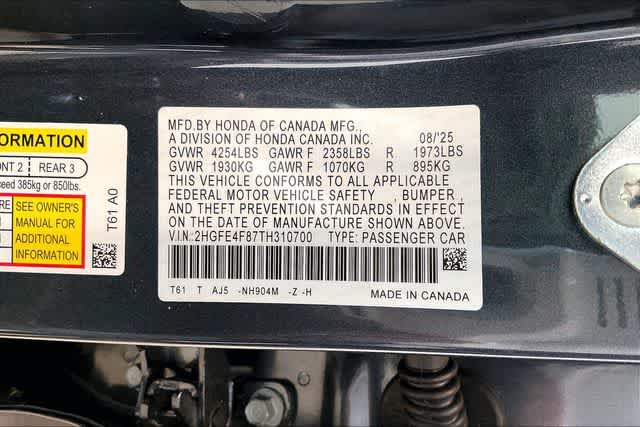 ORMATION
ONT 2 REAR 3
ceed 385kg or 850lbs.
RE
SEE OWNER'S
MANUAL FOR
ADDITIONAL
INFORMATION
T61 A0
MFD.BY HONDA OF CANADA MFG.,
A DIVISION OF HONDA CANADA INC. 08/'25
GVWR 4254LBS GAWR F 2358LBS R 1973LBS
GVWR 1930KG GAWR F 1070KG R 895KG
THIS VEHICLE CONFORMS TO ALL APPLICABLE
FEDERAL MOTOR VEHICLE SAFETY , BUMPER ,
AND THEFT PREVENTION STANDARDS IN EFFECT
ON THE DATE OF MANUFACTURE SHOWN ABOVE.
V.I.N: 2HGFE4F87TH310700 TYPE: PASSENGER CAR
T61 T AJ5 -NH904M -Z -H MADE IN CANADA